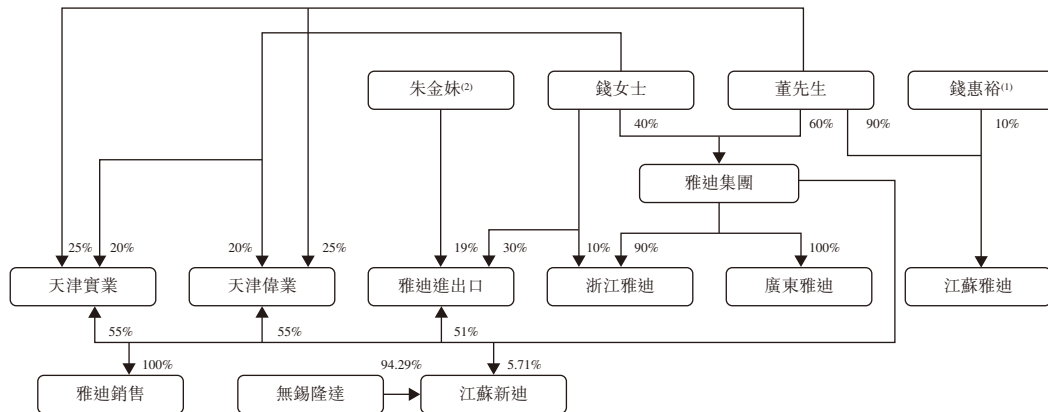 朱金妹(2)
錢女士
董先生
錢惠裕(1)
40%
60%
90%
10%
雅迪集團
25%
20%
20%
25%
19%
30%
10%
90%
100%
天津實業
天津偉業
雅迪進出口
浙江雅迪
廣東雅迪
江蘇雅迪
55%
55%
51%
100%
94.29%
5.71%
雅迪銷售
無錫隆達
江蘇新迪